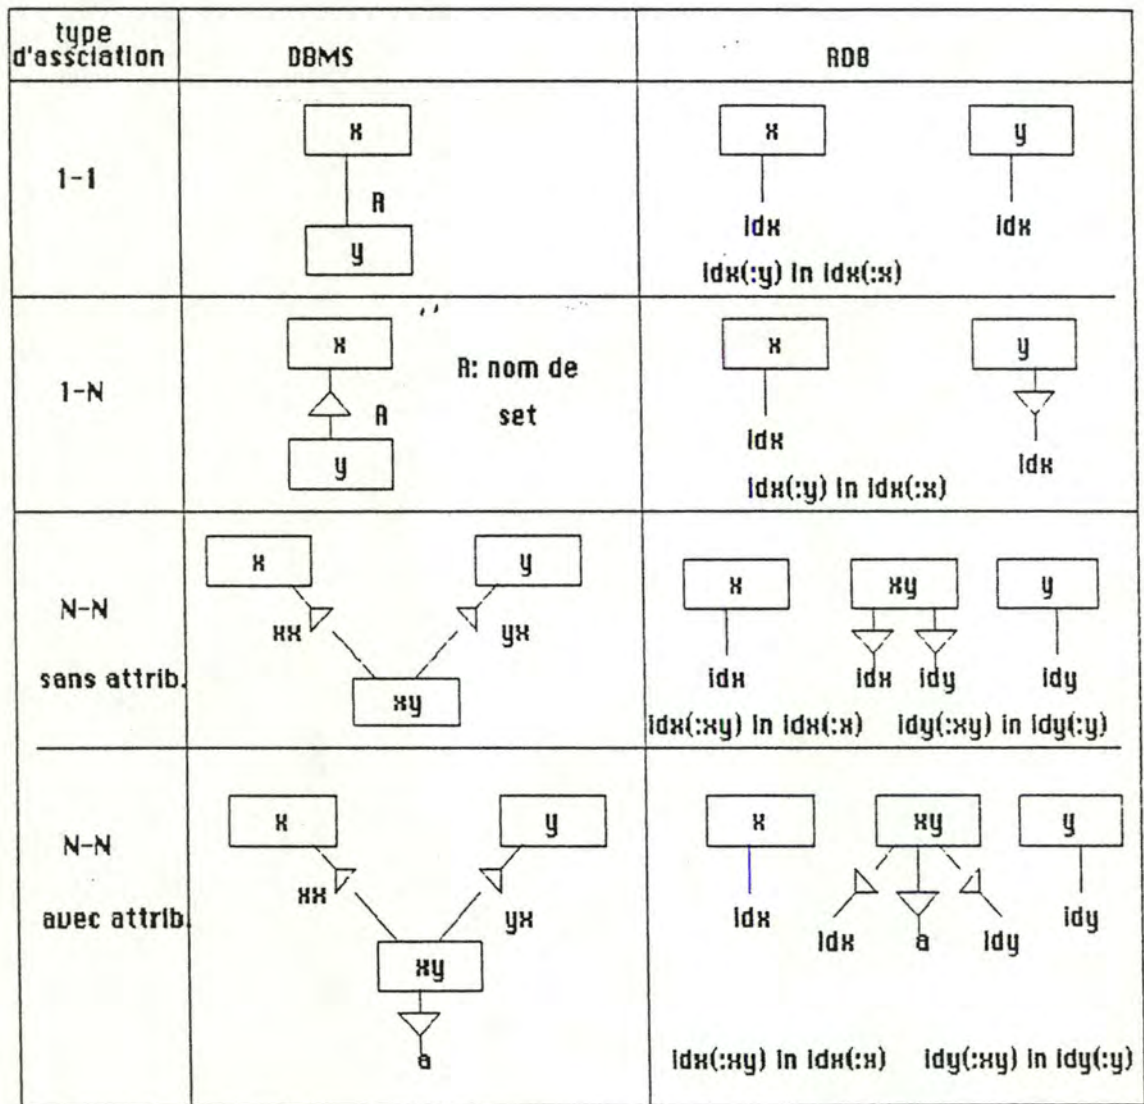 type
d'assciation
DBMS
RDB
1-1
x
R
y
x
y
idx
idx
idx(:y) in idx(:x)
1-N
x
R
y
R: nom de
set
x
y
idx
idx
idx(:y) in idx(:x)
N-N
sans attrib.
x
y
xx
yx
xy
x
xy
y
idx
idx
idy
idy
idx(:xy) in idx(:x)
idy(:xy) in idy(:y)
N-N
avec attrib.
x
y
xx
yx
xy
a
x
xy
y
idx
idx
a
idy
idy
idx(:xy) in idx(:x)
idy(:xy) in idy(:y)